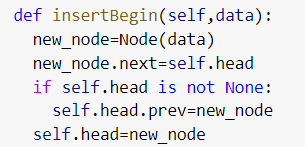 def insertBegin(self,data):
  new_node=Node(data)
  new_node.next=self.head
  if self.head is not None:
    self.head.prev=new_node
  self.head=new_node